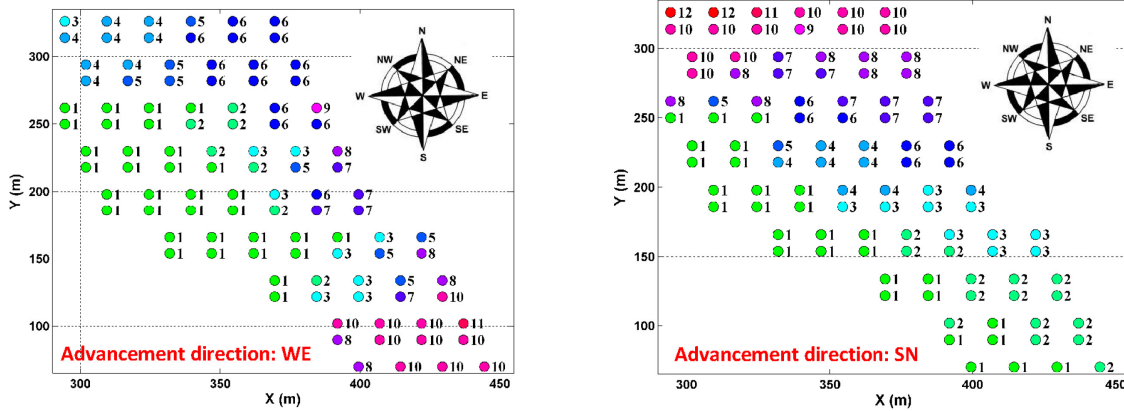 3 4 4 5 6 6
4 4 4 6 6 6
300
4 4 5 6 6 6
4 5 5 6 6 6
1 1 1 1 2 6 9
250
1 1 1 2 2 6 6
1 1 1 2 3 3 8
1 1 1 1 2 5 7
200
1 1 1 1 3 6 7
1 1 1 1 2 7 7
1 1 1 1 1 3 5
150
1 1 1 1 3 5 8
1 2 3 5 8
1 3 3 7 10
100
10 10 10 11
8 10 10 10
8 10 10 10
Y (m)
N
NE
E
SE
S
SW
W
NW
Advancement direction: WE
300 350 400 450
X (m)
12 12 11 10 10 10
10 10 10 9 10 10
300
10 10 7 8 8 8
10 8 7 7 8 8
8 5 8 6 7 7 7
250
1 1 1 6 6 7 7
1 1 5 4 4 6 6
1 1 4 4 4 6 6
200
1 1 1 4 4 3 4
1 1 1 3 3 3 3
1 1 1 2 3 3 3
150
1 1 1 2 2 3 3
1 1 2 2 2
1 1 2 2 2
100
2 1 2 2
1 1 2 2
1 1 1 2
Y (m)
N
NE
E
SE
S
SW
W
NW
Advancement direction: SN
300 350 400 450
X (m)